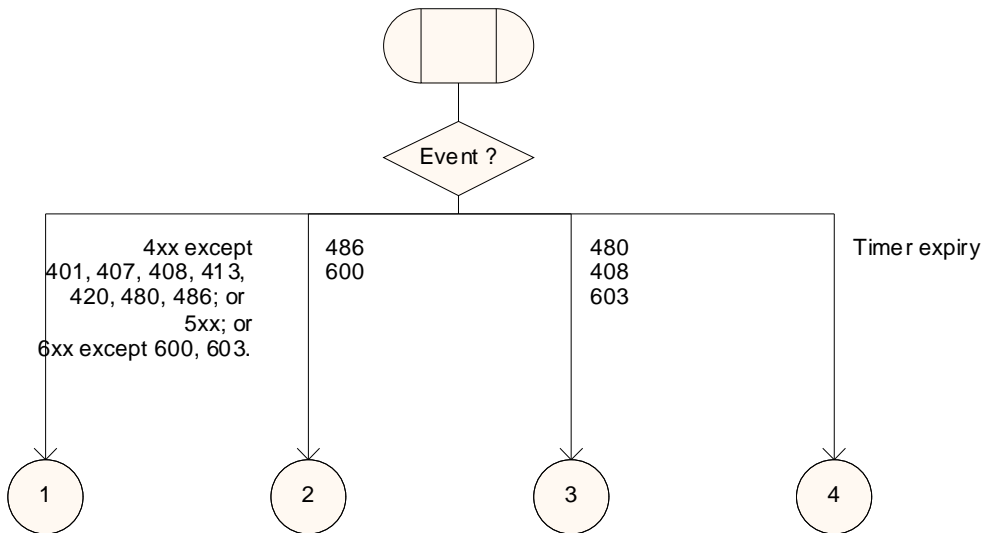 Event ?
4xx except
401, 407, 408, 413,
420, 480, 486; or
5xx; or
6xx except 600, 603.
486
600
480
408
603
Timer expiry
1
2
3
4